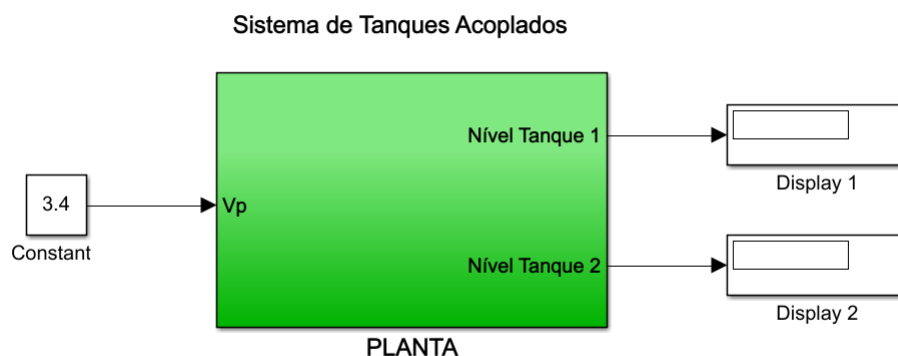 Sistema de Tanques Acoplados
Nível Tanque 1
Display 1
3.4
Constant
Vp
Nível Tanque 2
Display 2
PLANTA